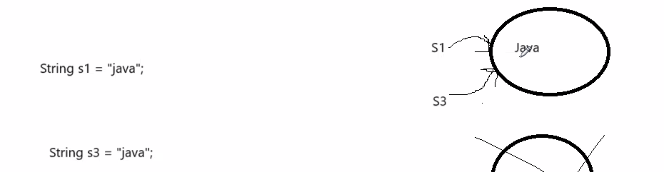 S1
Java
String s1 = "java";
S3
String s3 = "java";